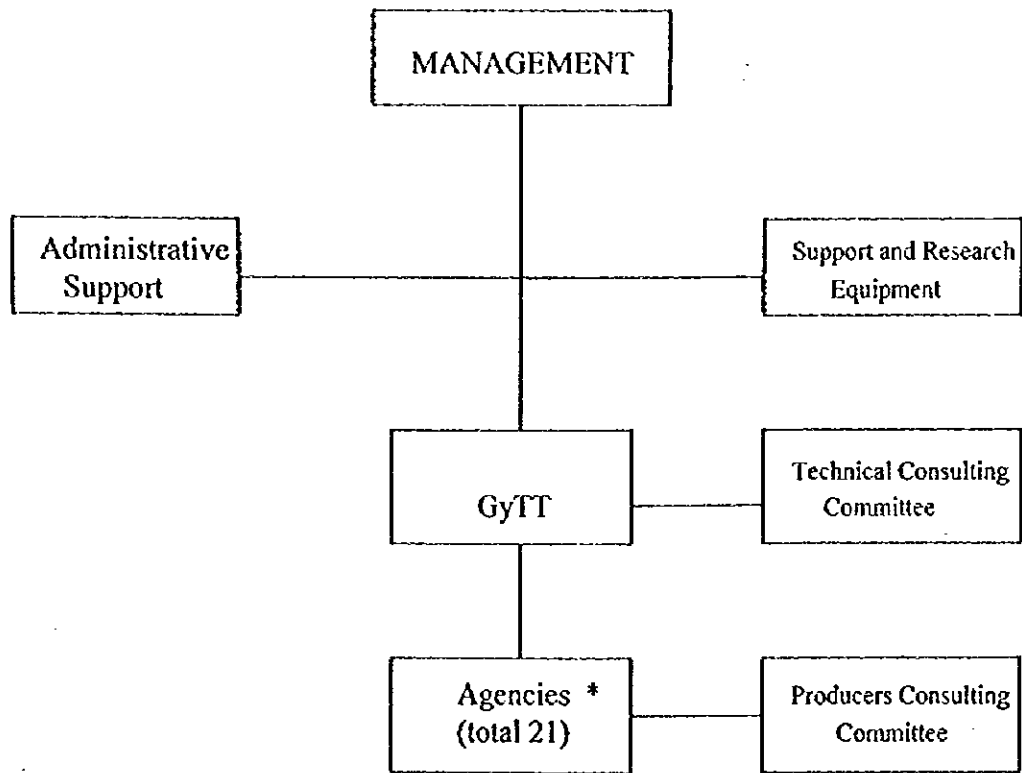 MANAGEMENT
Administrative
Support
Support and Research
Equipment
GyTT
Technical Consulting
Committee
Agencies *
(total 21)
Producers Consulting
Committee